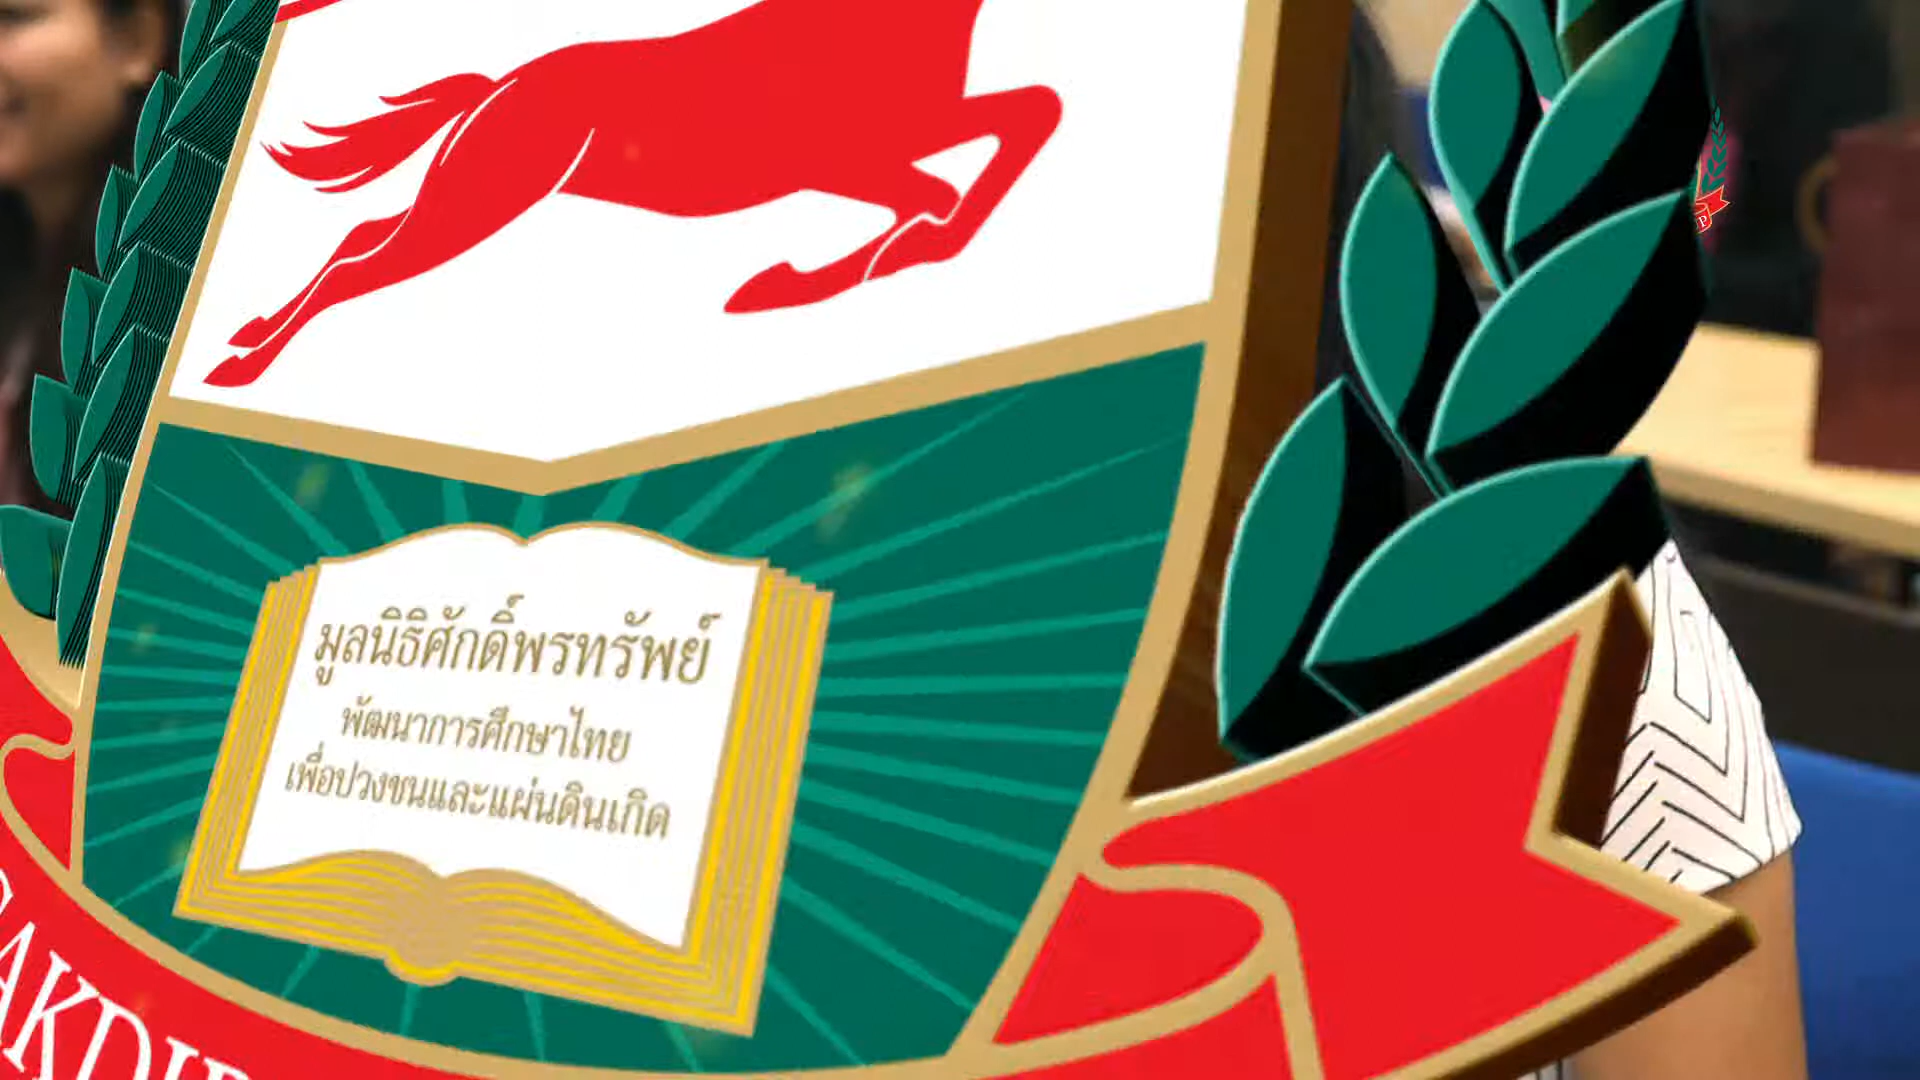 มูลนิธิศักดิ์พรทรัพย์
พัฒนาการศึกษาไทย
เพื่อปวงชนและแผ่นดินเกิด
AKDI
P